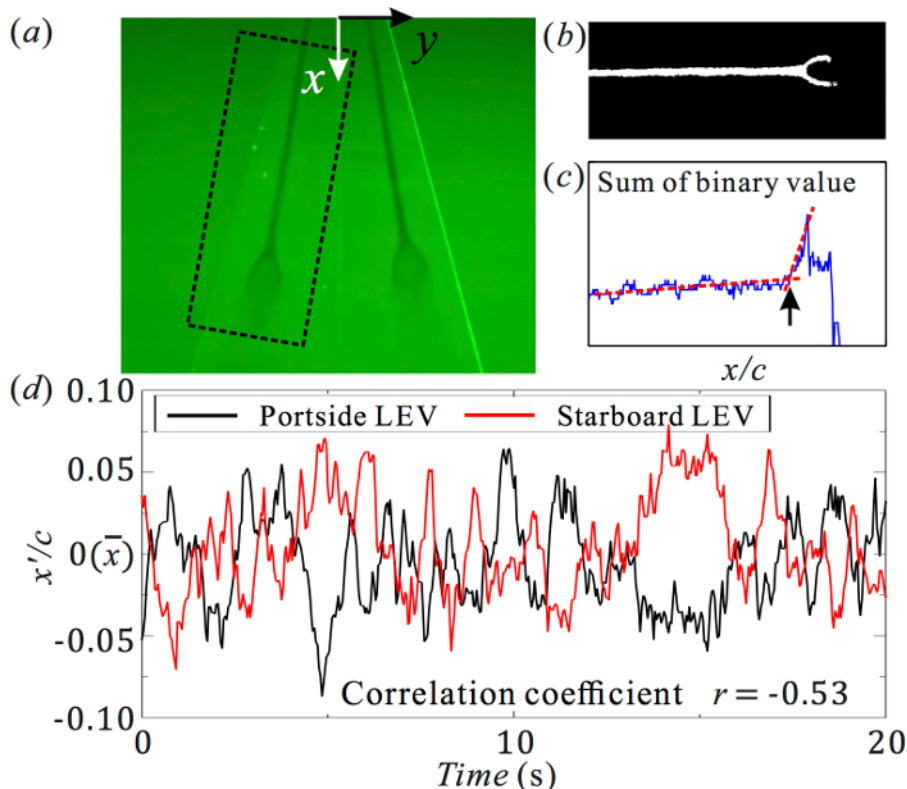 (a)
y
x
(b)
(c)
Sum of binary value
x/c
(d)
0.10
0.05
0 (x̄)
-0.05
-0.10
x′/c
Portside LEV Starboard LEV
Correlation coefficient r = -0.53
0 10 20
Time (s)